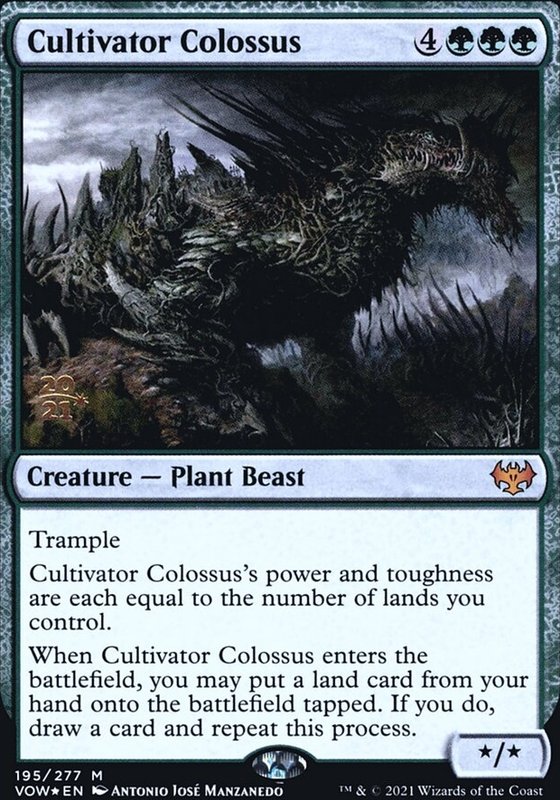 Cultivator Colossus 4
20
21
Creature — Plant Beast
Trample
Cultivator Colossus's power and toughness
are each equal to the number of lands you
control.
When Cultivator Colossus enters the
battlefield, you may put a land card from your
hand onto the battlefield tapped. If you do,
draw a card and repeat this process.
★/★
195/277 M
VOW★EN Antonio José Manzanedo
™ & © 2021 Wizards of the Coast